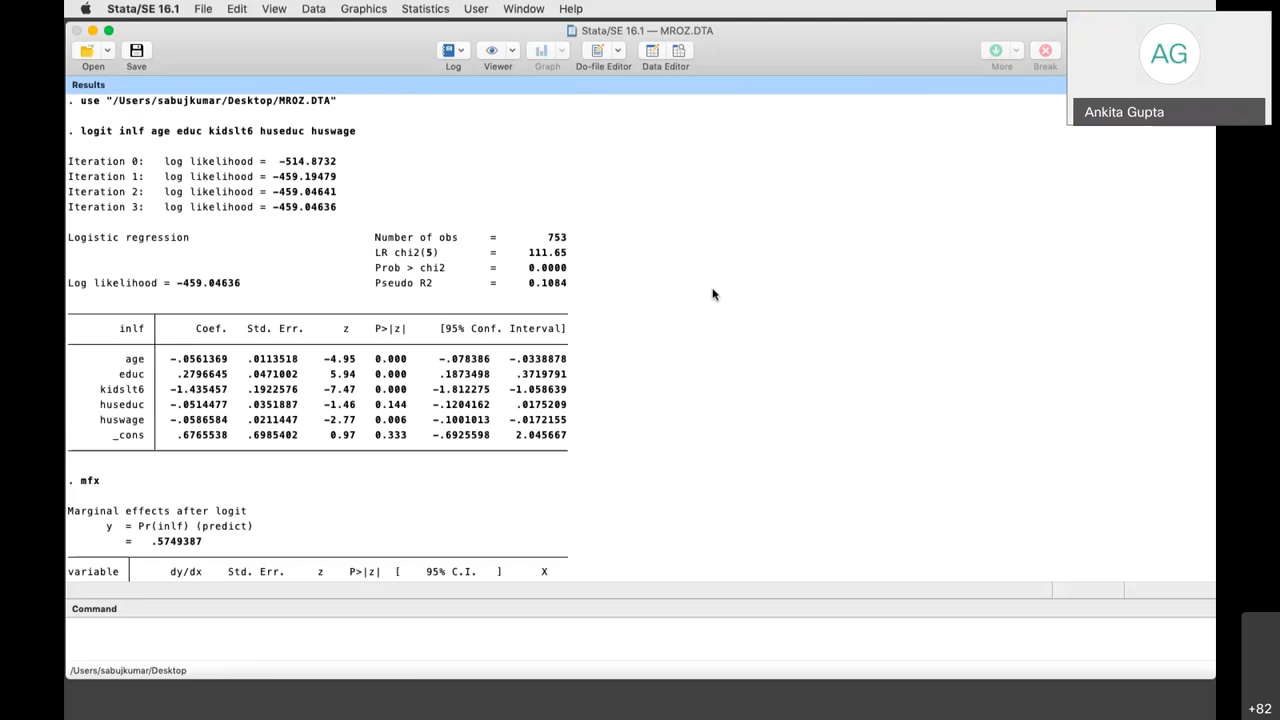 Stata/SE 16.1 File Edit View Data Graphics Statistics User Window Help
Stata/SE 16.1 — MROZ.DTA
Open Save Log Viewer Graph Do-file Editor Data Editor More Break
AG
Ankita Gupta
Results
. use "/Users/sabujkumar/Desktop/MROZ.DTA"
. logit inlf age educ kidslt6 huseduc huswage
Iteration 0: log likelihood = -514.8732
Iteration 1: log likelihood = -459.19479
Iteration 2: log likelihood = -459.04641
Iteration 3: log likelihood = -459.04636
Logistic regression Number of obs = 753
LR chi2(5) = 111.65
Prob > chi2 = 0.0000
Log likelihood = -459.04636 Pseudo R2 = 0.1084
inlf Coef. Std. Err. z P>|z| [95% Conf. Interval]
age -.0561369 .0113518 -4.95 0.000 -.078386 -.0338878
educ .2796645 .0471002 5.94 0.000 .1873498 .3719791
kidslt6 -1.435457 .1922576 -7.47 0.000 -1.812275 -1.058639
huseduc -.0514477 .0351887 -1.46 0.144 -.1204162 .0175209
huswage -.0586584 .0211447 -2.77 0.006 -.1001013 -.0172155
_cons .6765538 .6985402 0.97 0.333 -.6925598 2.045667
. mfx
Marginal effects after logit
y = Pr(inlf) (predict)
= .5749387
variable dy/dx Std. Err. z P>|z| [ 95% C.I. ] X
Command
/Users/sabujkumar/Desktop
+82